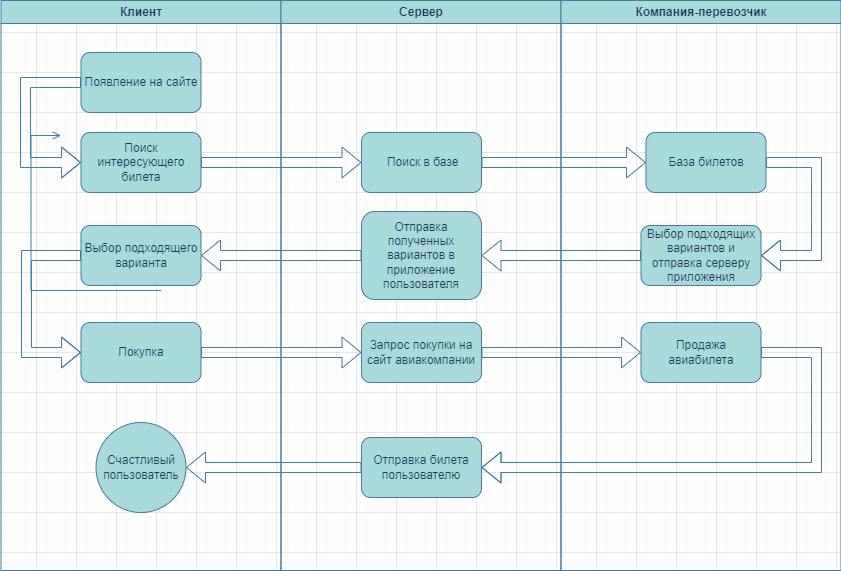 Клиент
Сервер
Компания-перевозчик
Появление на сайте
Поиск
интересующего
билета
Поиск в базе
База билетов
Выбор подходящего
варианта
Отправка
полученных
вариантов в
приложение
пользователя
Выбор подходящих
вариантов и
отправка серверу
приложения
Покупка
Запрос покупки на
сайт авиакомпании
Продажа
авиабилета
Счастливый
пользователь
Отправка билета
пользователю